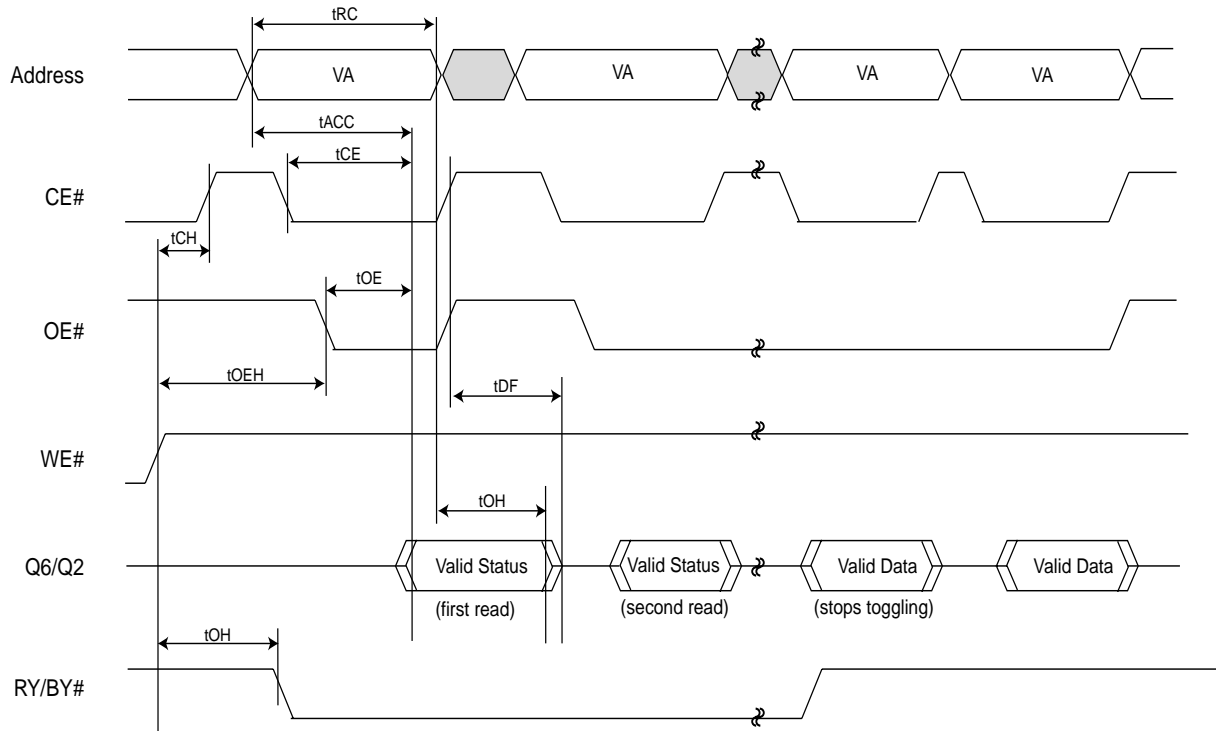 tRC
Address
VA
VA
VA
VA
tACC
tCE
CE#
tCH
tOE
OE#
tOEH
tDF
WE#
tOH
Q6/Q2
Valid Status
Valid Status
Valid Data
Valid Data
(first read)
(second read)
(stops toggling)
tOH
RY/BY#